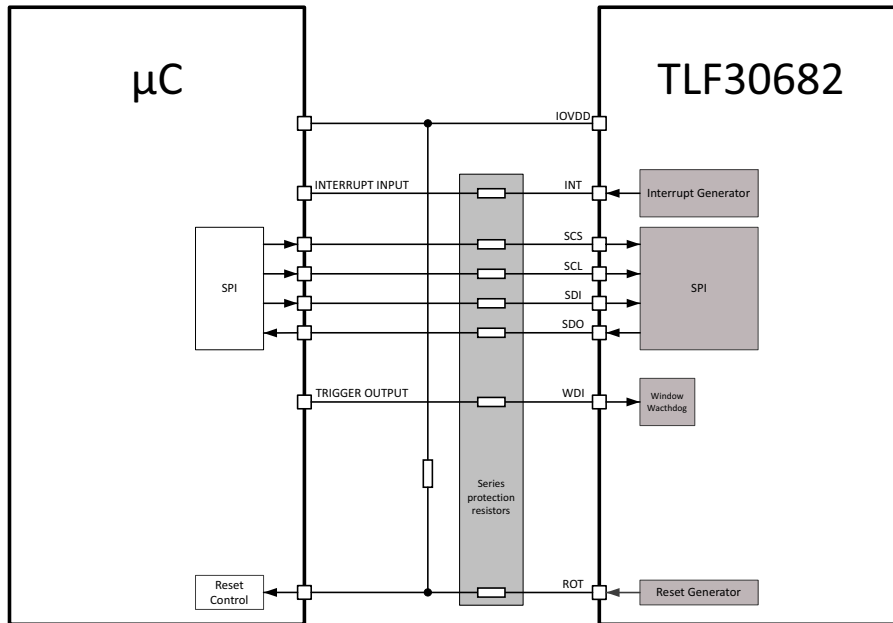 µC
TLF30682
IOVDD
INTERRUPT INPUT
INT
Interrupt Generator
SCS
SCL
SPI
SPI
SDI
SDO
TRIGGER OUTPUT
WDI
Window
Wacthdog
Series
protection
resistors
Reset
Control
ROT
Reset Generator